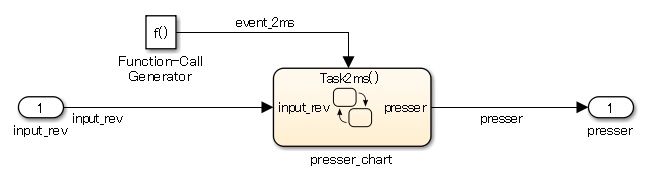 f()
event_2ms
Function-Call
Generator
Task2ms()
1
input_rev
input_rev
input_rev
presser
presser
1
presser
presser_chart